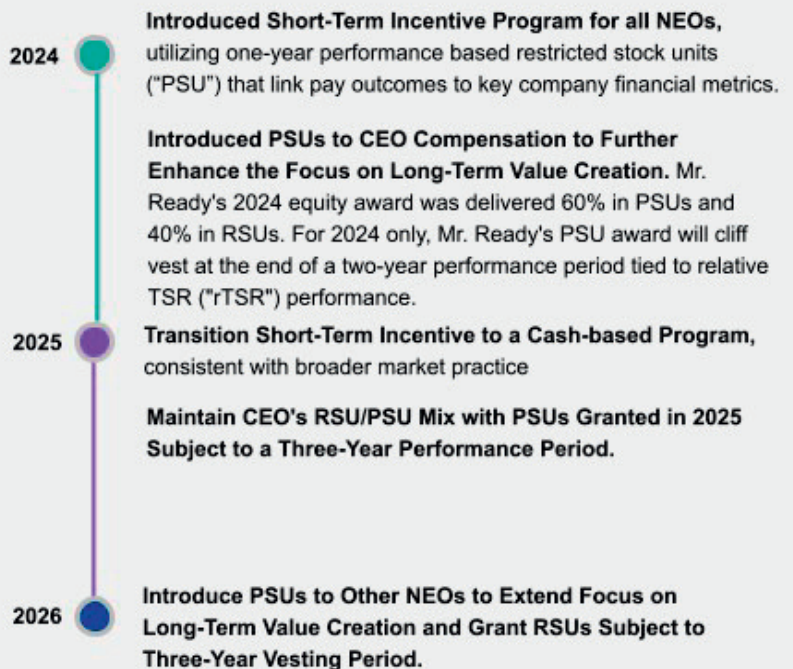 2024
Introduced Short-Term Incentive Program for all NEOs,
utilizing one-year performance based restricted stock units
("PSU") that link pay outcomes to key company financial metrics.
Introduced PSUs to CEO Compensation to Further
Enhance the Focus on Long-Term Value Creation. Mr.
Ready's 2024 equity award was delivered 60% in PSUs and
40% in RSUs. For 2024 only, Mr. Ready's PSU award will cliff
vest at the end of a two-year performance period tied to relative
TSR ("rTSR") performance.
2025
Transition Short-Term Incentive to a Cash-based Program,
consistent with broader market practice
Maintain CEO's RSU/PSU Mix with PSUs Granted in 2025
Subject to a Three-Year Performance Period.
2026
Introduce PSUs to Other NEOs to Extend Focus on
Long-Term Value Creation and Grant RSUs Subject to
Three-Year Vesting Period.